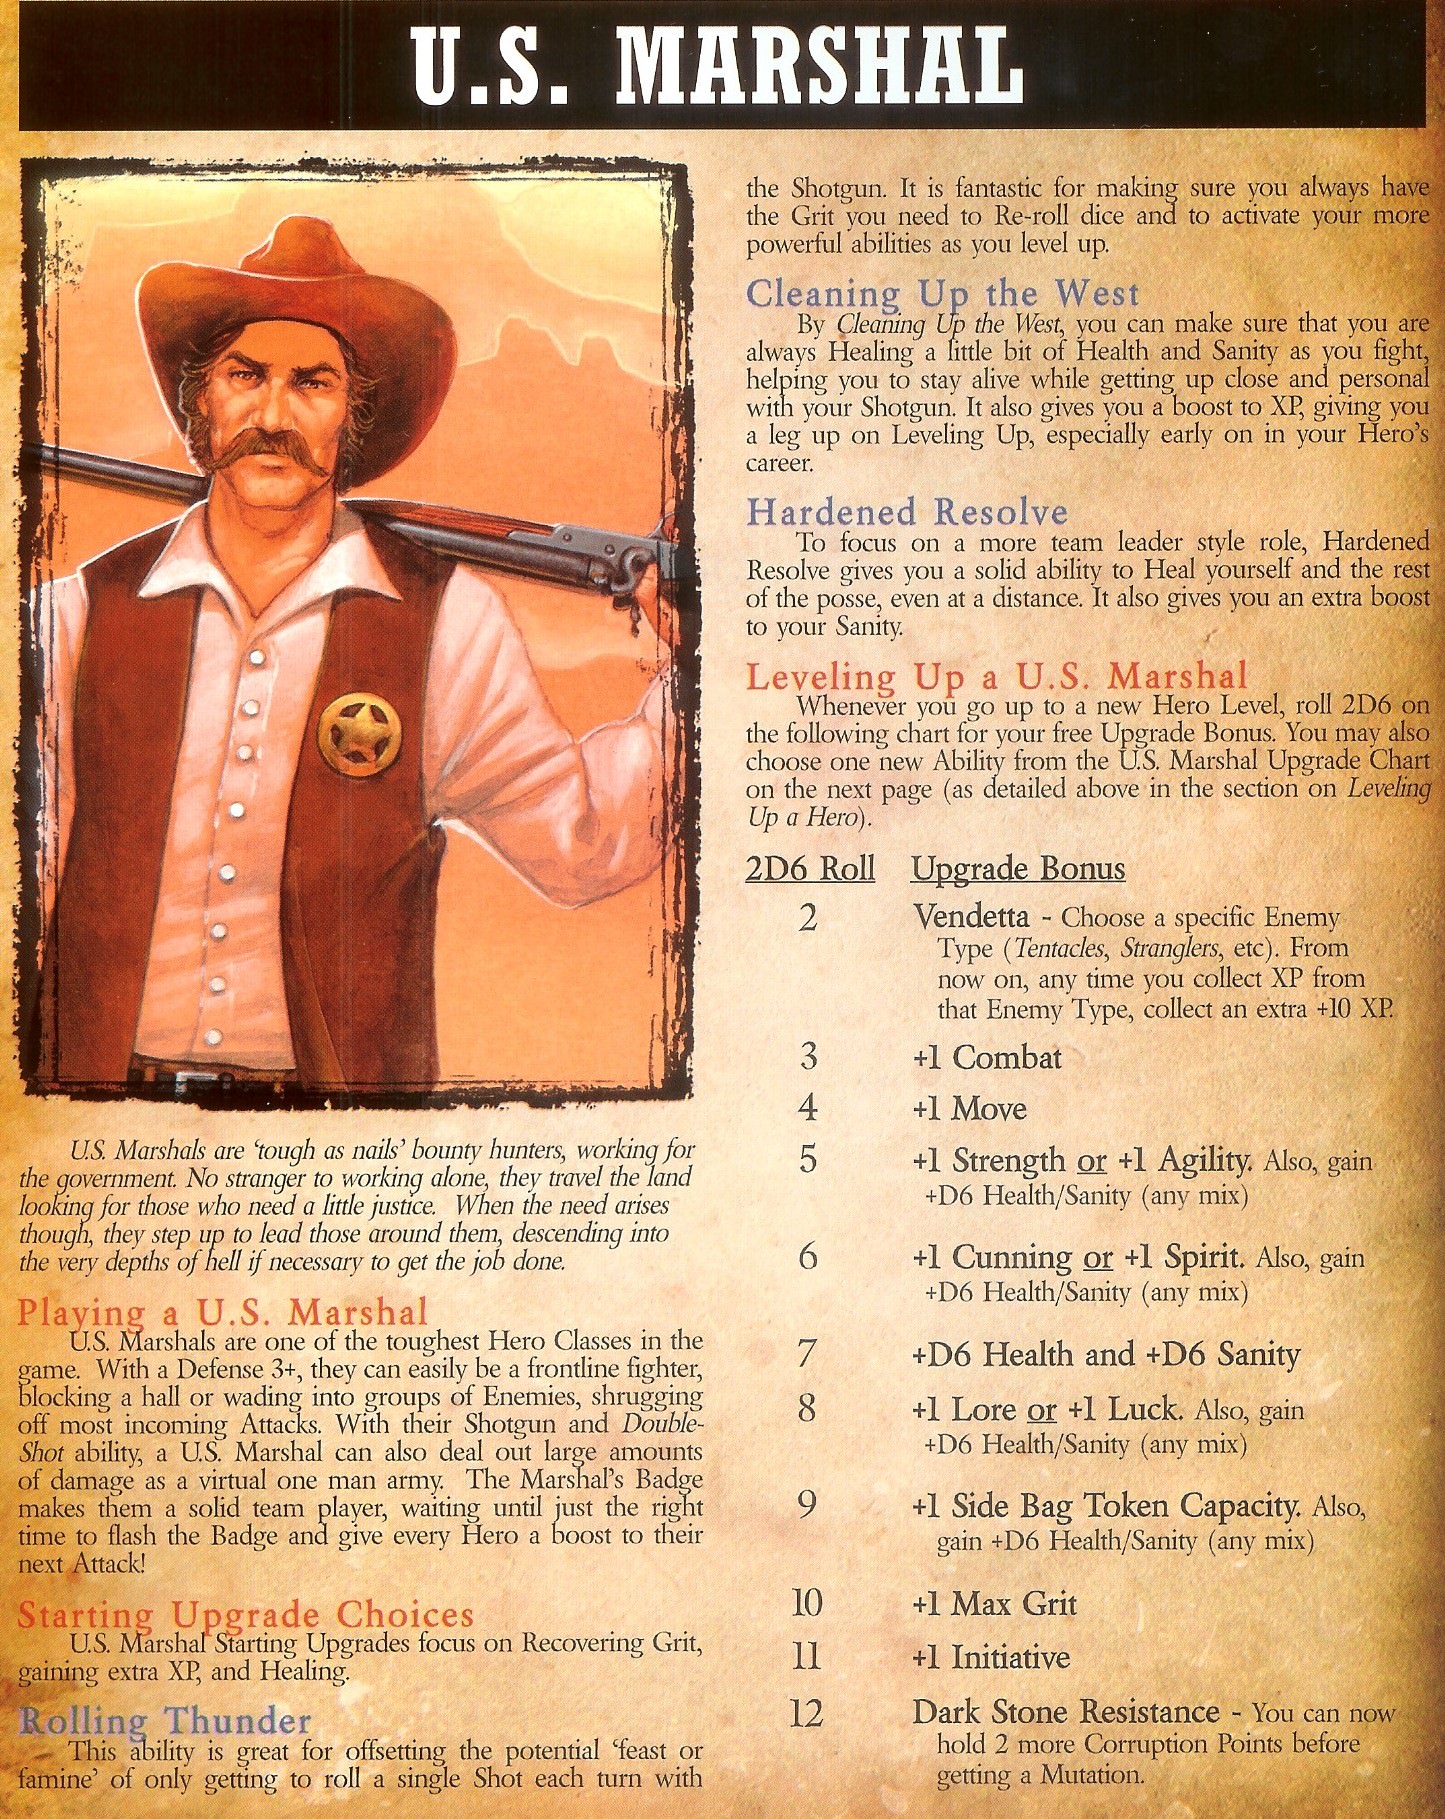 U.S. MARSHAL
U.S. Marshals are ‘tough as nails’ bounty hunters, working for
the government. No stranger to working alone, they travel the land
looking for those who need a little justice. When the need arises
though, they step up to lead those around them, descending into
the very depths of hell if necessary to get the job done.
Playing a U.S. Marshal
U.S. Marshals are one of the toughest Hero Classes in the
game. With a Defense 3+, they can easily be a frontline fighter,
blocking a hall or wading into groups of Enemies, shrugging
off most incoming Attacks. With their Shotgun and Double-
Shot ability, a U.S. Marshal can also deal out large amounts
of damage as a virtual one man army. The Marshal’s Badge
makes them a solid team player, waiting until just the right
time to flash the Badge and give every Hero a boost to their
next Attack!
Starting Upgrade Choices
U.S. Marshal Starting Upgrades focus on Recovering Grit,
gaining extra XP, and Healing.
Rolling Thunder
This ability is great for offsetting the potential ‘feast or
famine’ of only getting to roll a single Shot each turn with
the Shotgun. It is fantastic for making sure you always have
the Grit you need to Re-roll dice and to activate your more
powerful abilities as you level up.
Cleaning Up the West
By Cleaning Up the West, you can make sure that you are
always Healing a little bit of Health and Sanity as you fight,
helping you to stay alive while getting up close and personal
with your Shotgun. It also gives you a boost to XP, giving you
a leg up on Leveling Up, especially early on in your Hero’s
career.
Hardened Resolve
To focus on a more team leader style role, Hardened
Resolve gives you a solid ability to Heal yourself and the rest
of the posse, even at a distance. It also gives you an extra boost
to your Sanity.
Leveling Up a U.S. Marshal
Whenever you go up to a new Hero Level, roll 2D6 on
the following chart for your free Upgrade Bonus. You may also
choose one new Ability from the U.S. Marshal Upgrade Chart
on the next page (as detailed above in the section on Leveling
Up a Hero).
2D6 Roll Upgrade Bonus
2 Vendetta - Choose a specific Enemy
Type (Tentacles, Stranglers, etc). From
now on, any time you collect XP from
that Enemy Type, collect an extra +10 XP.
3 +1 Combat
4 +1 Move
5 +1 Strength or +1 Agility. Also, gain
+D6 Health/Sanity (any mix)
6 +1 Cunning or +1 Spirit. Also, gain
+D6 Health/Sanity (any mix)
7 +D6 Health and +D6 Sanity
8 +1 Lore or +1 Luck. Also, gain
+D6 Health/Sanity (any mix)
9 +1 Side Bag Token Capacity. Also,
gain +D6 Health/Sanity (any mix)
10 +1 Max Grit
11 +1 Initiative
12 Dark Stone Resistance - You can now
hold 2 more Corruption Points before
getting a Mutation.